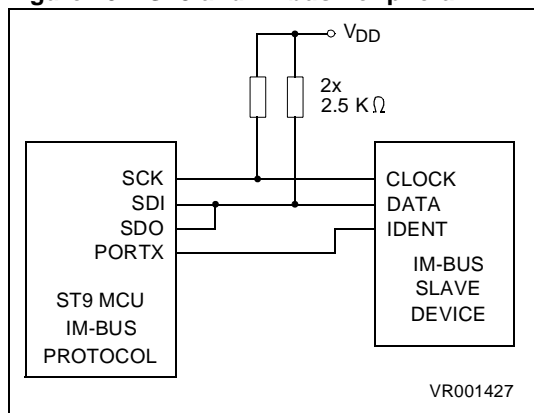 VDD
2x
2.5 KΩ
SCK
SDI
SDO
PORTX
ST9 MCU
IM-BUS
PROTOCOL
CLOCK
DATA
IDENT
IM-BUS
SLAVE
DEVICE
VR001427